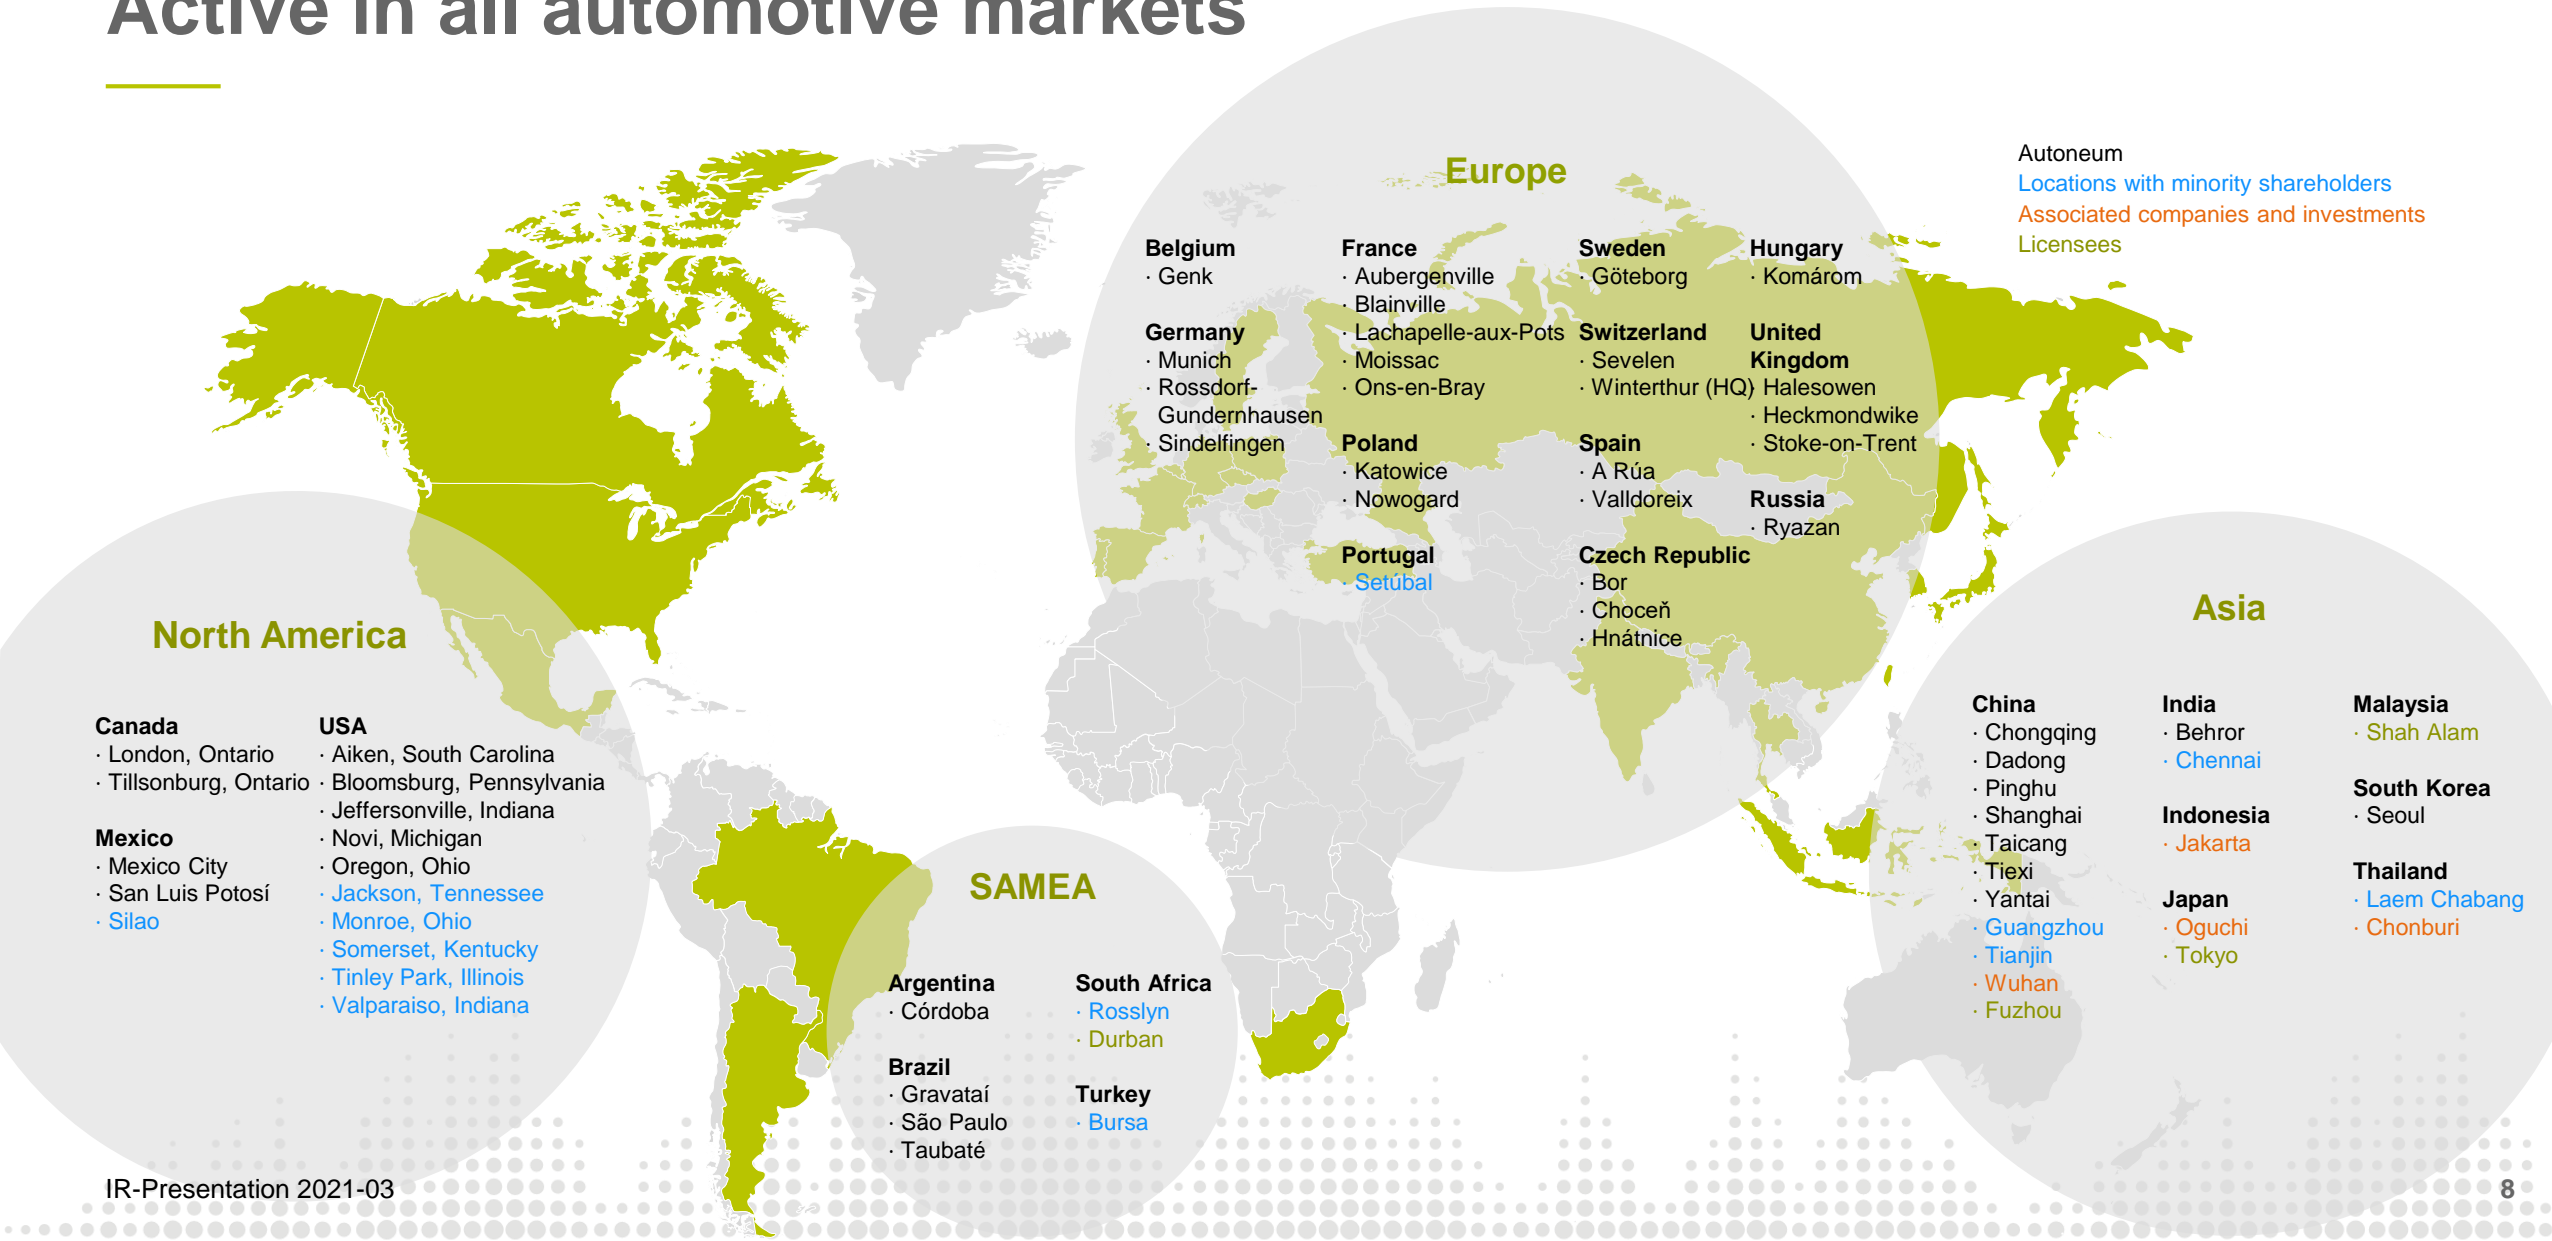 Active in all automotive markets
Autoneum
Locations with minority shareholders
Associated companies and investments
Licensees
Europe
Belgium
· Genk
Germany
· Munich
· Rossdorf-
Gundernhausen
· Sindelfingen
France
· Aubergenville
· Blainville
· Lachapelle-aux-Pots
· Moissac
· Ons-en-Bray
Poland
· Katowice
· Nowogard
Portugal
· Setúbal
Sweden
· Göteborg
Switzerland
· Sevelen
· Winterthur (HQ)
Spain
· A Rúa
· Valldoreix
Czech Republic
· Bor
· Choceň
· Hnátnice
Hungary
· Komárom
United
Kingdom
· Halesowen
· Heckmondwike
· Stoke-on-Trent
Russia
· Ryazan
North America
Canada
· London, Ontario
· Tillsonburg, Ontario
Mexico
· Mexico City
· San Luis Potosí
· Silao
USA
· Aiken, South Carolina
· Bloomsburg, Pennsylvania
· Jeffersonville, Indiana
· Novi, Michigan
· Oregon, Ohio
· Jackson, Tennessee
· Monroe, Ohio
· Somerset, Kentucky
· Tinley Park, Illinois
· Valparaiso, Indiana
SAMEA
Argentina
· Córdoba
Brazil
· Gravataí
· São Paulo
· Taubaté
South Africa
· Rosslyn
· Durban
Turkey
· Bursa
Asia
China
· Chongqing
· Dadong
· Pinghu
· Shanghai
· Taicang
· Tiexi
· Yantai
· Guangzhou
· Tianjin
· Wuhan
· Fuzhou
India
· Behror
· Chennai
Indonesia
· Jakarta
Japan
· Oguchi
· Tokyo
Malaysia
· Shah Alam
South Korea
· Seoul
Thailand
· Laem Chabang
· Chonburi
IR-Presentation 2021-03
8